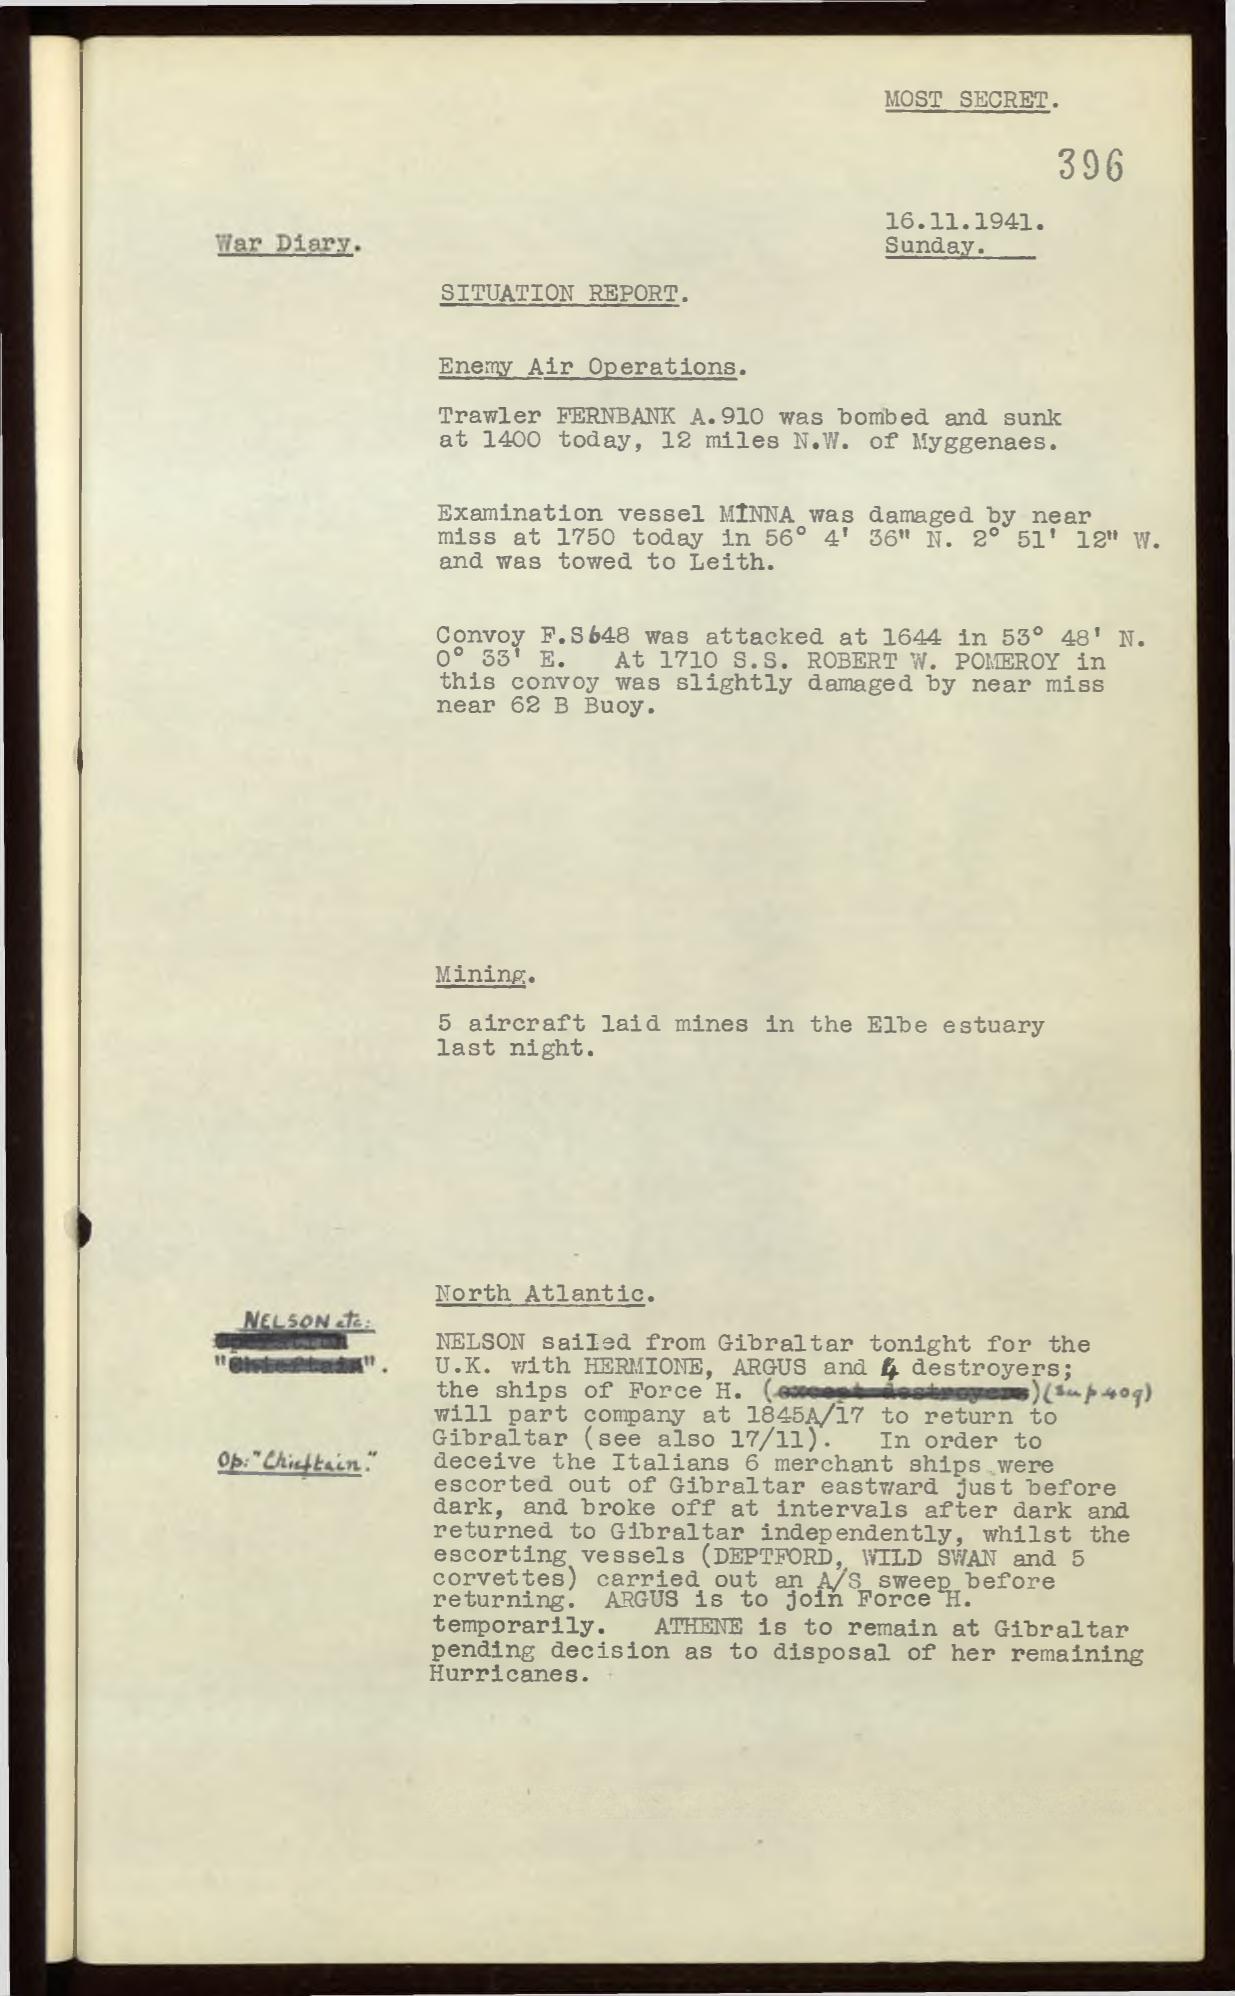 MOST SECRET.
396
16.11.1941.
Sunday.
War Diary.
SITUATION REPORT.
Enemy Air Operations.
Trawler FERNBANK A.910 was bombed and sunk
at 1400 today, 12 miles N.W. of Myggenaes.
Examination vessel MINNA was damaged by near
miss at 1750 today in 56° 4' 36" N. 2° 51' 12" W.
and was towed to Leith.
Convoy F.S648 was attacked at 1644 in 53° 48' N.
0° 33' E. At 1710 S.S. ROBERT W. POMEROY in
this convoy was slightly damaged by near miss
near 62 B Buoy.
Mining.
5 aircraft laid mines in the Elbe estuary
last night.
North Atlantic.
NELSON etc:
"Chieftain".
NELSON sailed from Gibraltar tonight for the
U.K. with HERMIONE, ARGUS and 4 destroyers;
the ships of Force H. (except destroyers)(see p 409)
will part company at 1845A/17 to return to
Gibraltar (see also 17/11). In order to
Op: "Chieftain."
deceive the Italians 6 merchant ships were
escorted out of Gibraltar eastward just before
dark, and broke off at intervals after dark and
returned to Gibraltar independently, whilst the
escorting vessels (DEPTFORD, WILD SWAN and 5
corvettes) carried out an A/S sweep before
returning. ARGUS is to join Force H.
temporarily. ATHENE is to remain at Gibraltar
pending decision as to disposal of her remaining
Hurricanes.